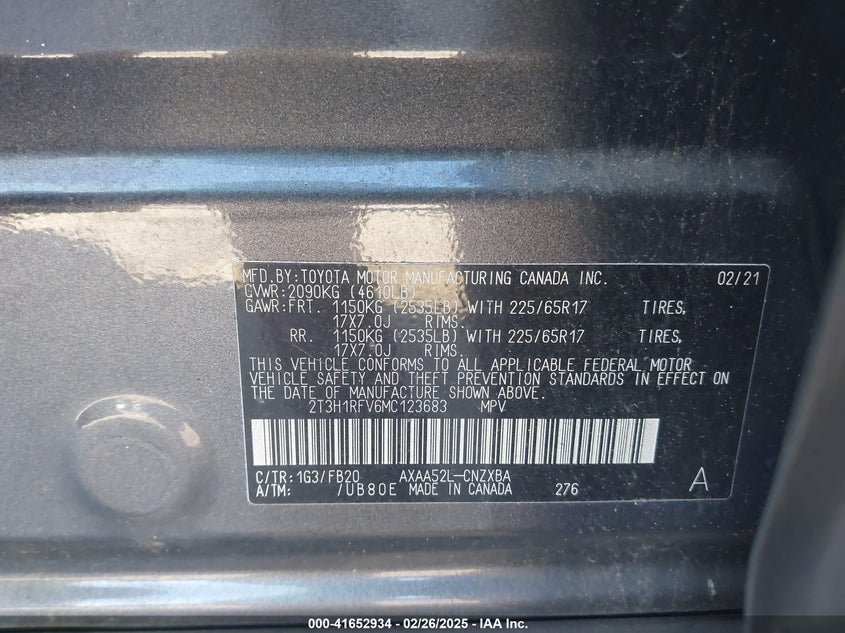 MFD.BY:TOYOTA MOTOR MANUFACTURING CANADA INC. 02/21
GVWR:2090KG (4610LB)
GAWR:FRT. 1150KG (2535LB) WITH 225/65R17 TIRES,
17X7.0J RIMS.
RR. 1150KG (2535LB) WITH 225/65R17 TIRES,
17X7.0J RIMS.
THIS VEHICLE CONFORMS TO ALL APPLICABLE FEDERAL MOTOR
VEHICLE SAFETY AND THEFT PREVENTION STANDARDS IN EFFECT ON
THE DATE OF MANUFACTURE SHOWN ABOVE.
2T3H1RFV6MC123683 MPV
C/TR:1G3/FB20 AXAA52L-CNZXBA
A/TM: /UB80E MADE IN CANADA 276 A
000-41652934 - 02/26/2025 - IAA Inc.